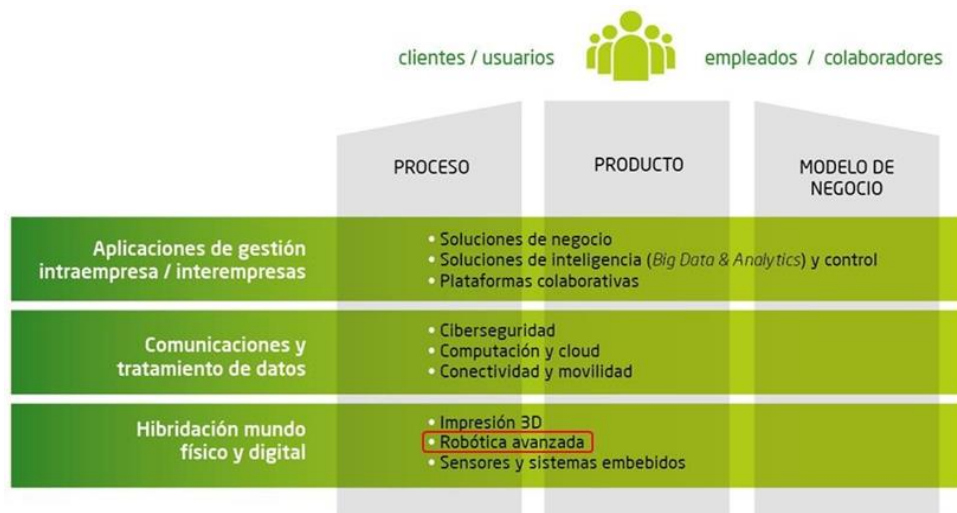 clientes / usuarios
empleados / colaboradores
PROCESO
PRODUCTO
MODELO DE
NEGOCIO
Aplicaciones de gestión
intraempresa / interempresas
• Soluciones de negocio
• Soluciones de inteligencia (Big Data & Analytics) y control
• Plataformas colaborativas
Comunicaciones y
tratamiento de datos
• Ciberseguridad
• Computación y cloud
• Conectividad y movilidad
Hibridación mundo
físico y digital
• Impresión 3D
• Robótica avanzada
• Sensores y sistemas embebidos